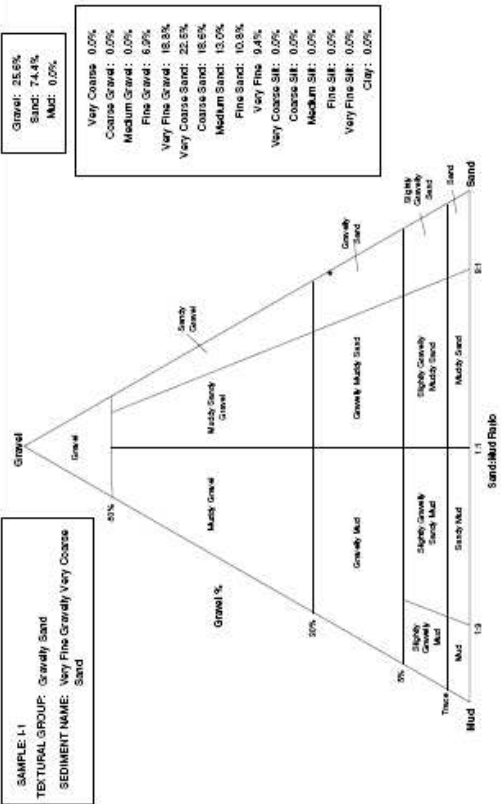 SAMPLE: I-1
TEXTURAL GROUP: Gravelly Sand
SEDIMENT NAME: Very Fine Gravelly Very Coarse
Sand
Gravel: 25.6%
Sand: 74.4%
Mud: 0.0%
Very Coarse 0.0%
Coarse Gravel: 0.0%
Medium Gravel: 0.0%
Fine Gravel: 6.9%
Very Fine Gravel: 18.8%
Very Coarse Sand: 22.6%
Coarse Sand: 18.6%
Medium Sand: 13.0%
Fine Sand: 10.8%
Very Fine 9.4%
Very Coarse Silt: 0.0%
Coarse Silt: 0.0%
Medium Silt: 0.0%
Fine Silt: 0.0%
Very Fine Silt: 0.0%
Clay: 0.0%
Gravel
Gravel
80%
Sandy
Gravel
Muddy Gravel
Muddy Sandy
Gravel
Gravel %
30%
Gravelly
Sand
Gravelly Mud
Gravelly Muddy Sand
5%
Slightly
Gravelly
Sand
Slightly
Gravelly
Mud
Slightly Gravelly
Sandy Mud
Slightly Gravelly
Muddy Sand
Trace
Sand
Mud
Sandy Mud
Muddy Sand
Mud
1:9
1:1
9:1
Sand
Sand:Mud Ratio